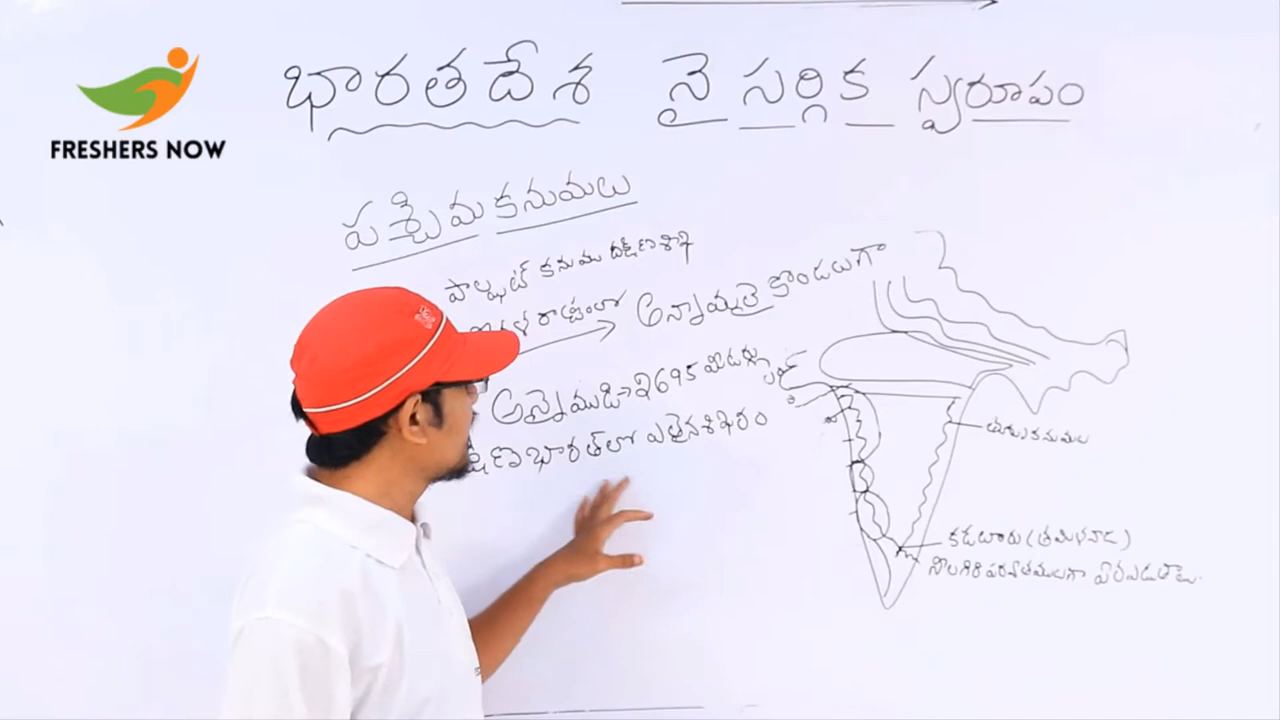 భారతదేశ నైసర్గిక స్వరూపం
FRESHERS NOW
పశ్చిమ కనుమలు
పాల్ఘాట్ కనుము దక్షిణశాఖ
రాష్ట్రంలో అన్నామలై కొండలుగా
అన్నైముడి→2695 మీటర్లు
భారత్‌లో ఎత్తైన శిఖరం
తూర్పుకనుమలు
కడలూరు (తమిళనాడు)
నీలగిరి పర్వతములుగా ఏర్పడుతాయి.